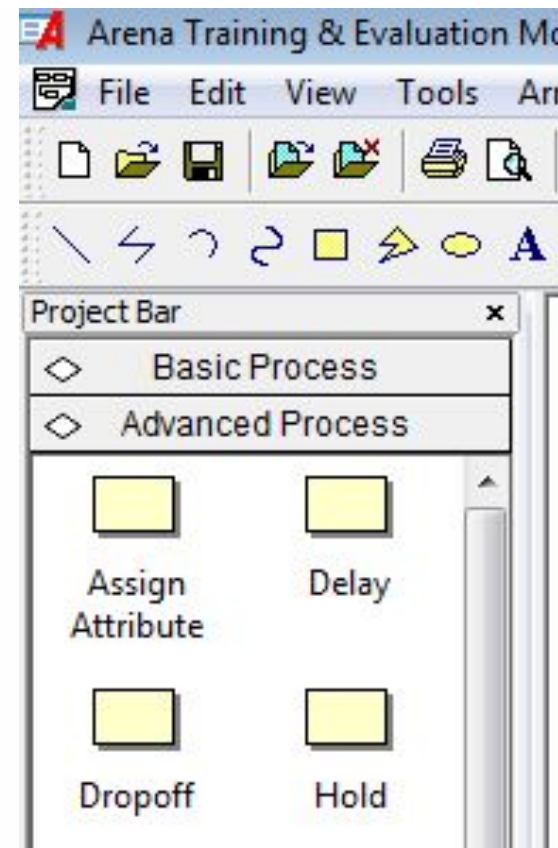 Arena Training & Evaluation Mo
File Edit View Tools Arr
A
Project Bar
Basic Process
Advanced Process
Assign Attribute
Delay
Dropoff
Hold